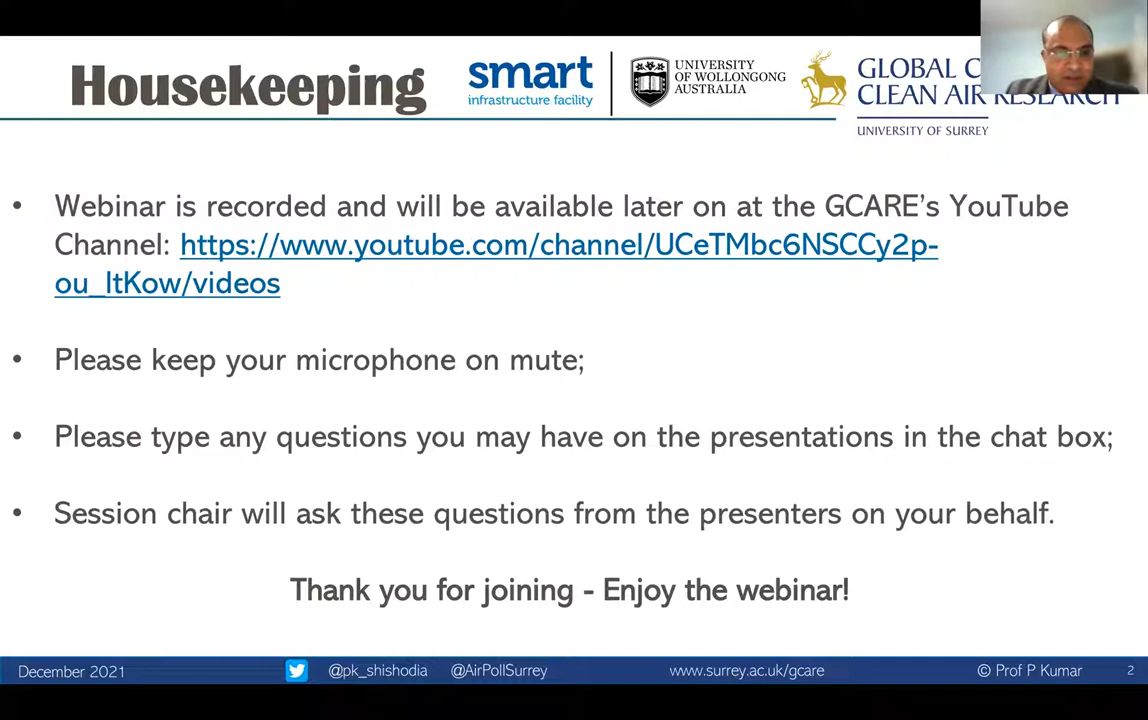 Housekeeping
smart
infrastructure facility
UNIVERSITY
OF WOLLONGONG
AUSTRALIA
GLOBAL C
CLEAN AIR RESEARCH
UNIVERSITY OF SURREY
• Webinar is recorded and will be available later on at the GCARE’s YouTube
Channel: https://www.youtube.com/channel/UCeTMbc6NSCCy2p-
ou_ltKow/videos
• Please keep your microphone on mute;
• Please type any questions you may have on the presentations in the chat box;
• Session chair will ask these questions from the presenters on your behalf.
Thank you for joining - Enjoy the webinar!
December 2021 @pk_shishodia @AirPollSurrey www.surrey.ac.uk/gcare © Prof P Kumar 2